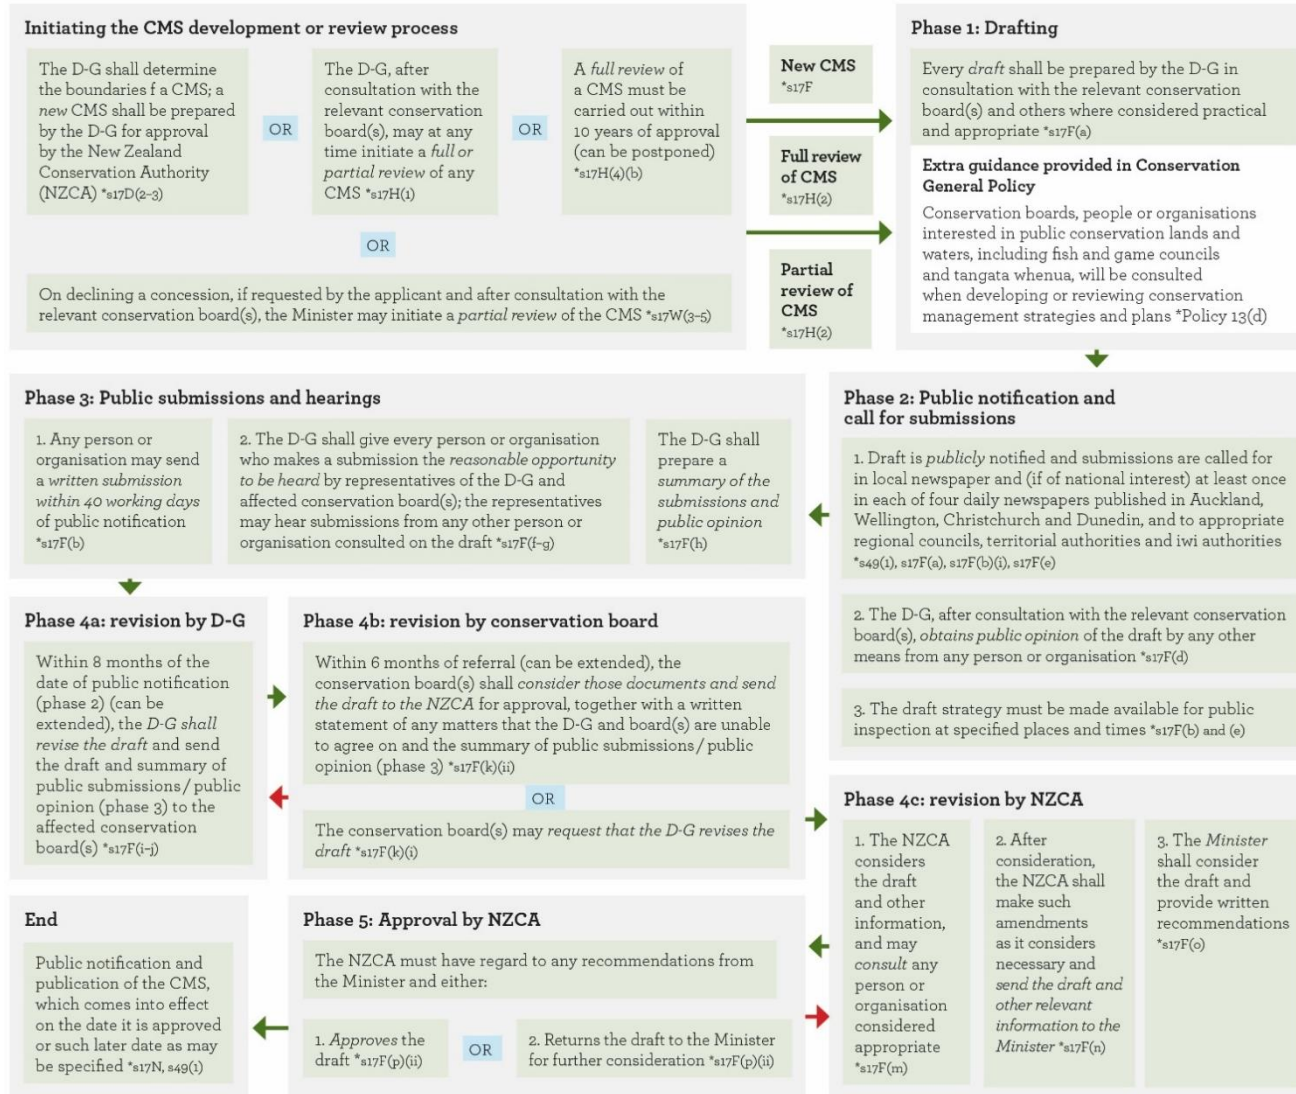 Initiating the CMS development or review process
The D-G shall determine
the boundaries f a CMS; a
new CMS shall be prepared
by the D-G for approval
by the New Zealand
Conservation Authority
(NZCA) *s17D(2–3)
OR
The D-G, after
consultation with the
relevant conservation
board(s), may at any
time initiate a full or
partial review of any
CMS *s17H(1)
OR
A full review of
a CMS must be
carried out within
10 years of approval
(can be postponed)
*s17H(4)(b)
OR
On declining a concession, if requested by the applicant and after consultation with the
relevant conservation board(s), the Minister may initiate a partial review of the CMS *s17W(3–5)
New CMS
*s17F
Full review
of CMS
*s17H(2)
Partial
review of
CMS
*s17H(2)
Phase 1: Drafting
Every draft shall be prepared by the D-G in
consultation with the relevant conservation
board(s) and others where considered practical
and appropriate *s17F(a)
Extra guidance provided in Conservation
General Policy
Conservation boards, people or organisations
interested in public conservation lands and
waters, including fish and game councils
and tangata whenua, will be consulted
when developing or reviewing conservation
management strategies and plans *Policy 13(d)
Phase 2: Public notification and
call for submissions
1. Draft is publicly notified and submissions are called for
in local newspaper and (if of national interest) at least once
in each of four daily newspapers published in Auckland,
Wellington, Christchurch and Dunedin, and to appropriate
regional councils, territorial authorities and iwi authorities
*s49(1), s17F(a), s17F(b)(i), s17F(e)
2. The D-G, after consultation with the relevant conservation
board(s), obtains public opinion of the draft by any other
means from any person or organisation *s17F(d)
3. The draft strategy must be made available for public
inspection at specified places and times *s17F(b) and (e)
Phase 3: Public submissions and hearings
1. Any person or
organisation may send
a written submission
within 40 working days
of public notification
*s17F(b)
2. The D-G shall give every person or organisation
who makes a submission the reasonable opportunity
to be heard by representatives of the D-G and
affected conservation board(s); the representatives
may hear submissions from any other person or
organisation consulted on the draft *s17F(f–g)
The D-G shall
prepare a
summary of the
submissions and
public opinion
*s17F(h)
Phase 4a: revision by D-G
Within 8 months of the
date of public notification
(phase 2) (can be
extended), the D-G shall
revise the draft and send
the draft and summary of
public submissions/public
opinion (phase 3) to the
affected conservation
board(s) *s17F(i–j)
Phase 4b: revision by conservation board
Within 6 months of referral (can be extended), the
conservation board(s) shall consider those documents and send
the draft to the NZCA for approval, together with a written
statement of any matters that the D-G and board(s) are unable
to agree on and the summary of public submissions/public
opinion (phase 3) *s17F(k)(ii)
OR
The conservation board(s) may request that the D-G revises the
draft *s17F(k)(i)
Phase 4c: revision by NZCA
1. The NZCA
considers
the draft
and other
information,
and may
consult any
person or
organisation
considered
appropriate
*s17F(m)
2. After
consideration,
the NZCA shall
make such
amendments
as it considers
necessary and
send the draft and
other relevant
information to the
Minister *s17F(n)
3. The Minister
shall consider
the draft and
provide written
recommendations
*s17F(o)
Phase 5: Approval by NZCA
The NZCA must have regard to any recommendations from
the Minister and either:
1. Approves the
draft *s17F(p)(ii)
OR
2. Returns the draft to the Minister
for further consideration *s17F(p)(ii)
End
Public notification and
publication of the CMS,
which comes into effect
on the date it is approved
or such later date as may
be specified *s17N, s49(1)